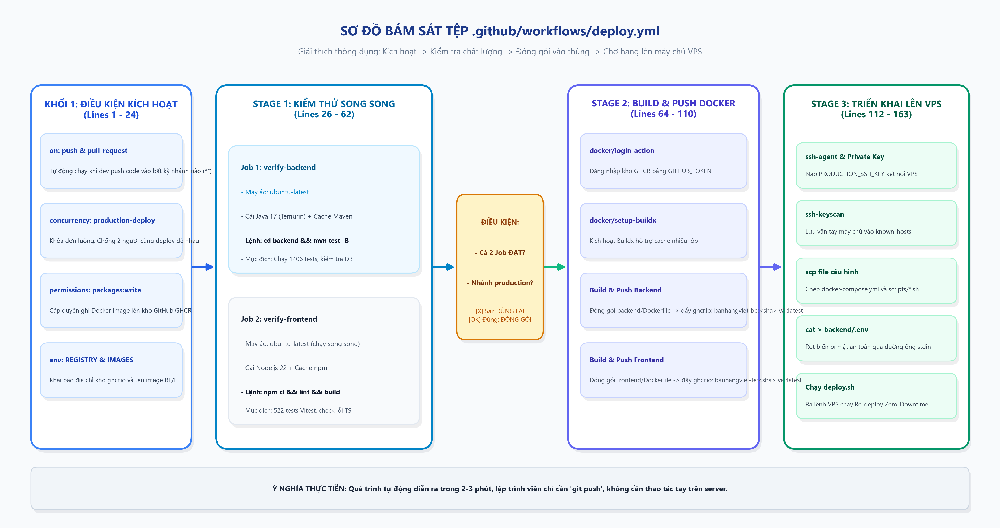 SƠ ĐỒ BÁM SÁT TỆP .github/workflows/deploy.yml
Giải thích thông dụng: Kích hoạt -> Kiểm tra chất lượng -> Đóng gói vào thùng -> Chở hàng lên máy chủ VPS
KHỐI 1: ĐIỀU KIỆN KÍCH HOẠT
(Lines 1 - 24)
on: push & pull_request
Tự động chạy khi dev push code vào bất kỳ nhánh nào (**)
concurrency: production-deploy
Khóa đơn luồng: Chống 2 người cùng deploy đè nhau
permissions: packages:write
Cấp quyền ghi Docker Image lên kho GitHub GHCR
env: REGISTRY & IMAGES
Khai báo địa chỉ kho ghcr.io và tên image BE/FE
STAGE 1: KIỂM THỬ SONG SONG
(Lines 26 - 62)
Job 1: verify-backend
- Máy ảo: ubuntu-latest
- Cài Java 17 (Temurin) + Cache Maven
- Lệnh: cd backend && mvn test -B
- Mục đích: Chạy 1406 tests, kiểm tra DB
Job 2: verify-frontend
- Máy ảo: ubuntu-latest (chạy song song)
- Cài Node.js 22 + Cache npm
- Lệnh: npm ci && lint && build
- Mục đích: 522 tests Vitest, check lỗi TS
ĐIỀU KIỆN:
- Cả 2 Job ĐẠT?
- Nhánh production?
[X] Sai: DỪNG LẠI
[OK] Đúng: ĐÓNG GÓI
STAGE 2: BUILD & PUSH DOCKER
(Lines 64 - 110)
docker/login-action
Đăng nhập kho GHCR bằng GITHUB_TOKEN
docker/setup-buildx
Kích hoạt Buildx hỗ trợ cache nhiều lớp
Build & Push Backend
Đóng gói backend/Dockerfile -> đẩy ghcr.io: banhangviet-be:<sha> và :latest
Build & Push Frontend
Đóng gói frontend/Dockerfile -> đẩy ghcr.io: banhangviet-fe:<sha> và :latest
STAGE 3: TRIỂN KHAI LÊN VPS
(Lines 112 - 163)
ssh-agent & Private Key
Nạp PRODUCTION_SSH_KEY kết nối VPS
ssh-keyscan
Lưu vân tay máy chủ vào known_hosts
scp file cấu hình
Chép docker-compose.yml và scripts/*.sh
cat > backend/.env
Rót biến bí mật an toàn qua đường ống stdin
Chạy deploy.sh
Ra lệnh VPS chạy Re-deploy Zero-Downtime
Ý NGHĨA THỰC TIỄN: Quá trình tự động diễn ra trong 2-3 phút, lập trình viên chỉ cần 'git push', không cần thao tác tay trên server.